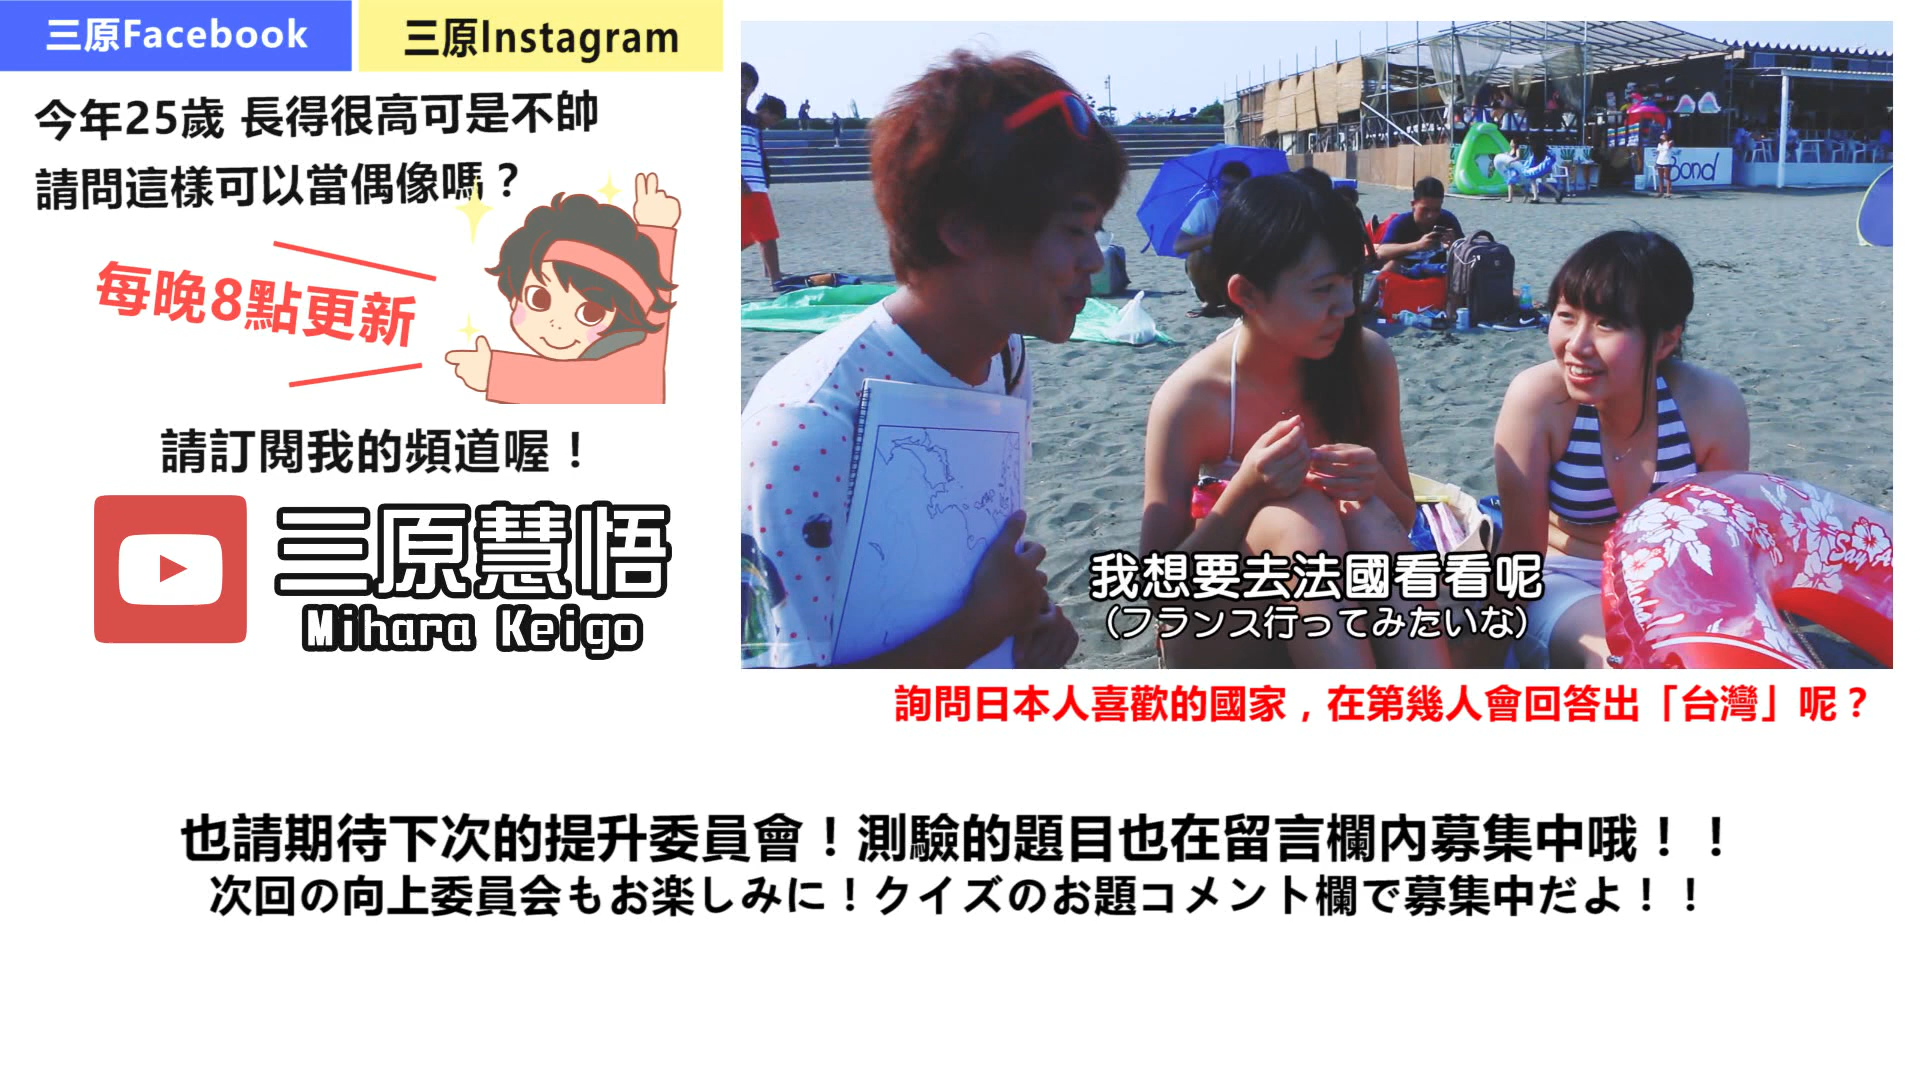 三原Facebook
三原Instagram
今年25歲 長得很高可是不帥
請問這樣可以當偶像嗎？
每晚8點更新
請訂閱我的頻道喔！
三原慧悟
Mihara Keigo
Bond
我想要去法國看看呢
（フランス行ってみたいな）
詢問日本人喜歡的國家，在第幾人會回答出「台灣」呢？
也請期待下次的提升委員會！測驗的題目也在留言欄內募集中哦！！
次回の向上委員会もお楽しみに！クイズのお題コメント欄で募集中だよ！！